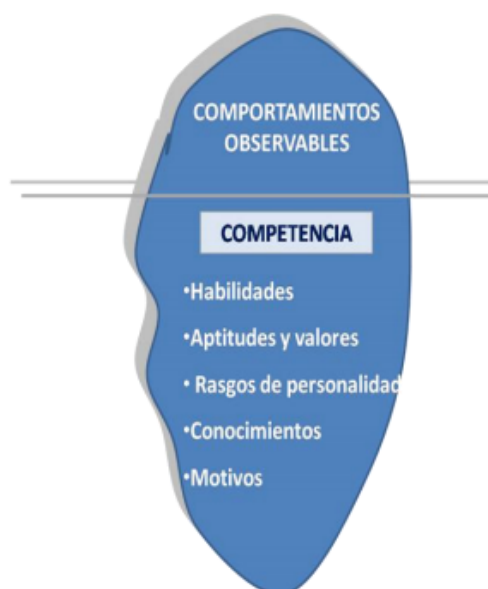 COMPORTAMIENTOS
OBSERVABLES
COMPETENCIA
•Habilidades
•Aptitudes y valores
• Rasgos de personalidad
•Conocimientos
•Motivos